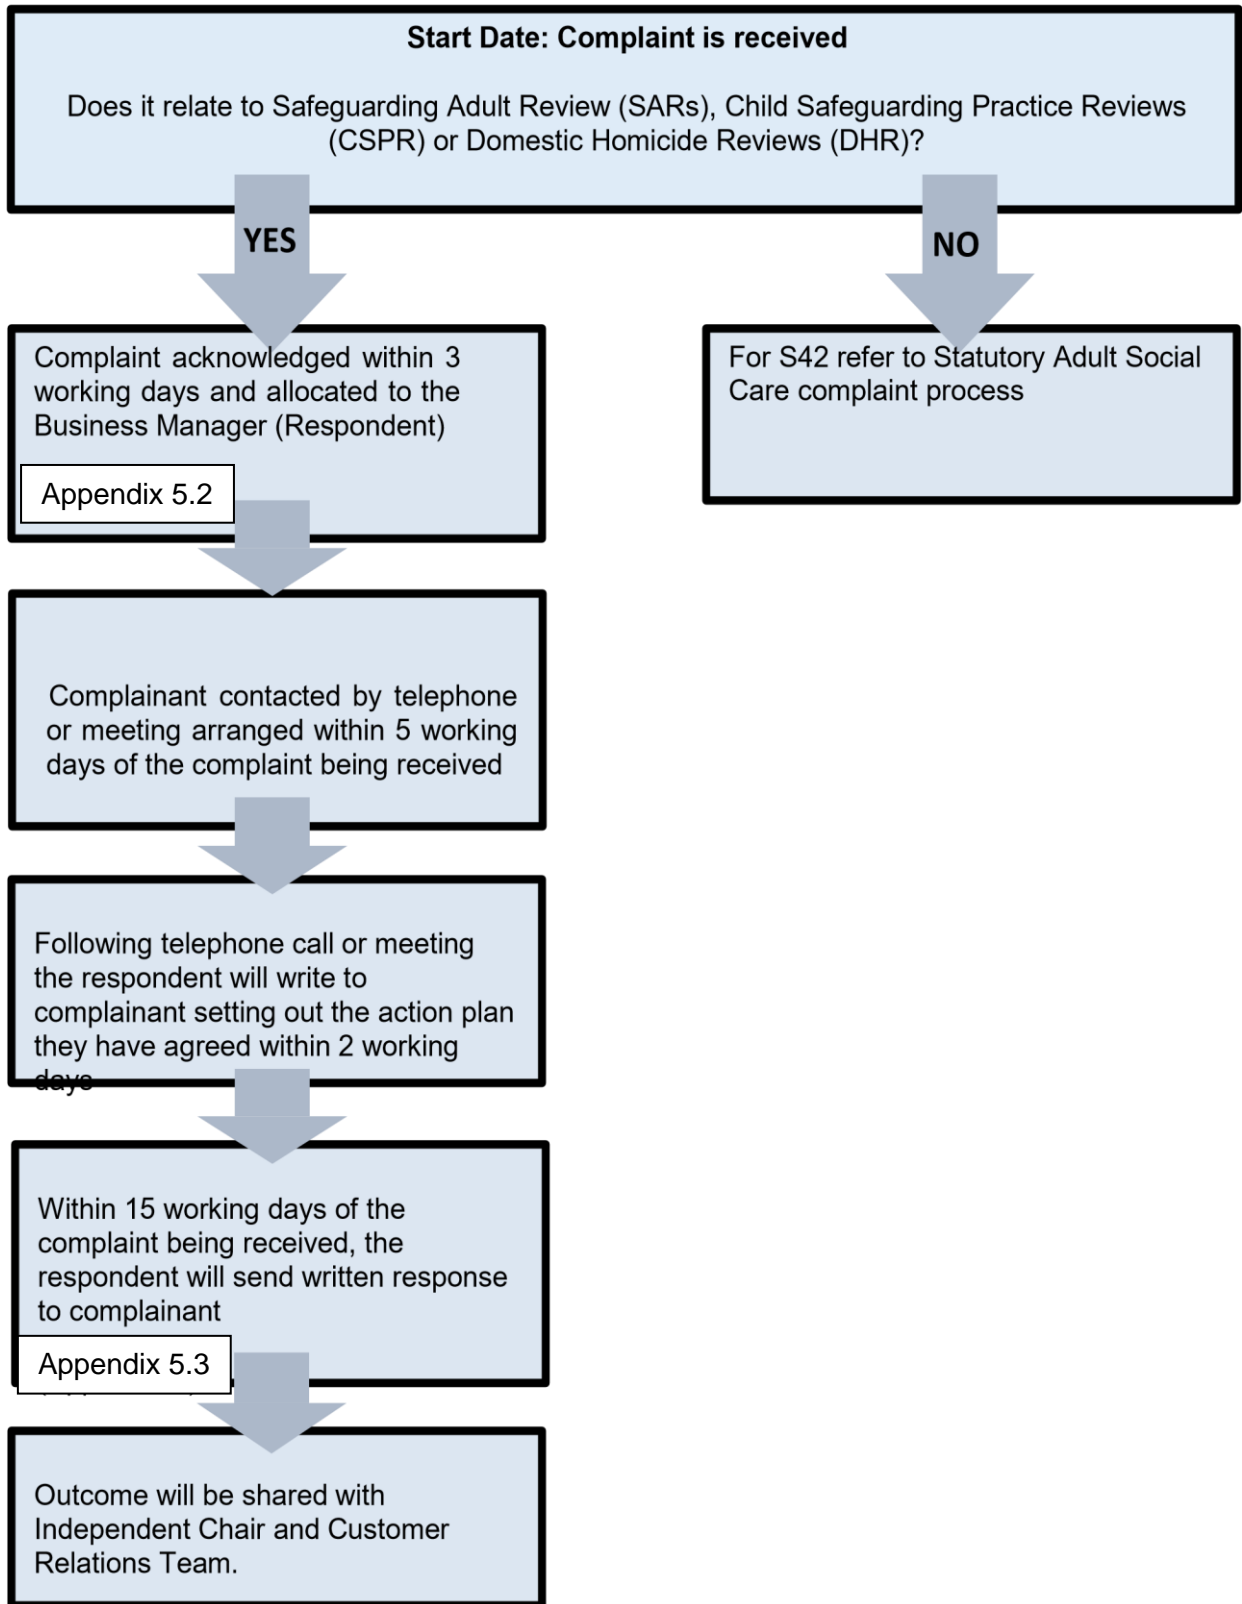 Start Date: Complaint is received
Does it relate to Safeguarding Adult Review (SARs), Child Safeguarding Practice Reviews
(CSPR) or Domestic Homicide Reviews (DHR)?
YES
NO
Complaint acknowledged within 3
working days and allocated to the
Business Manager (Respondent)
Appendix 5.2
For S42 refer to Statutory Adult Social
Care complaint process
Complainant contacted by telephone
or meeting arranged within 5 working
days of the complaint being received
Following telephone call or meeting
the respondent will write to
complainant setting out the action plan
they have agreed within 2 working
days
Within 15 working days of the
complaint being received, the
respondent will send written response
to complainant
Appendix 5.3
Outcome will be shared with
Independent Chair and Customer
Relations Team.